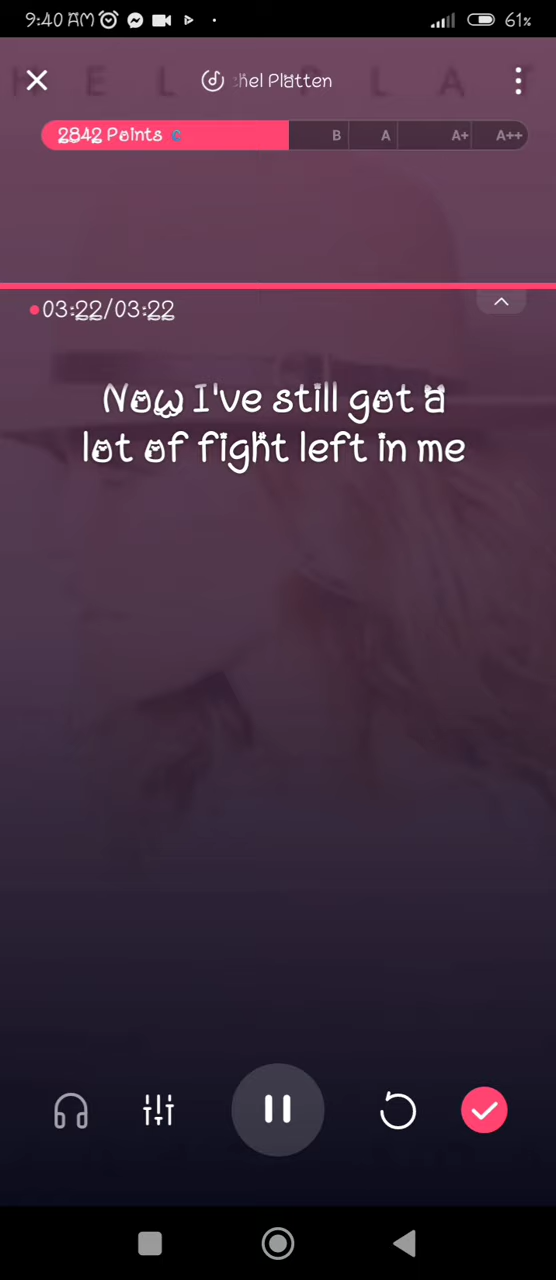 9:40 AM 61%
H E L P L A
chel Platten
2842 Points C B A A+ A++
03:22/03:22
Now I've still got a
lot of fight left in me